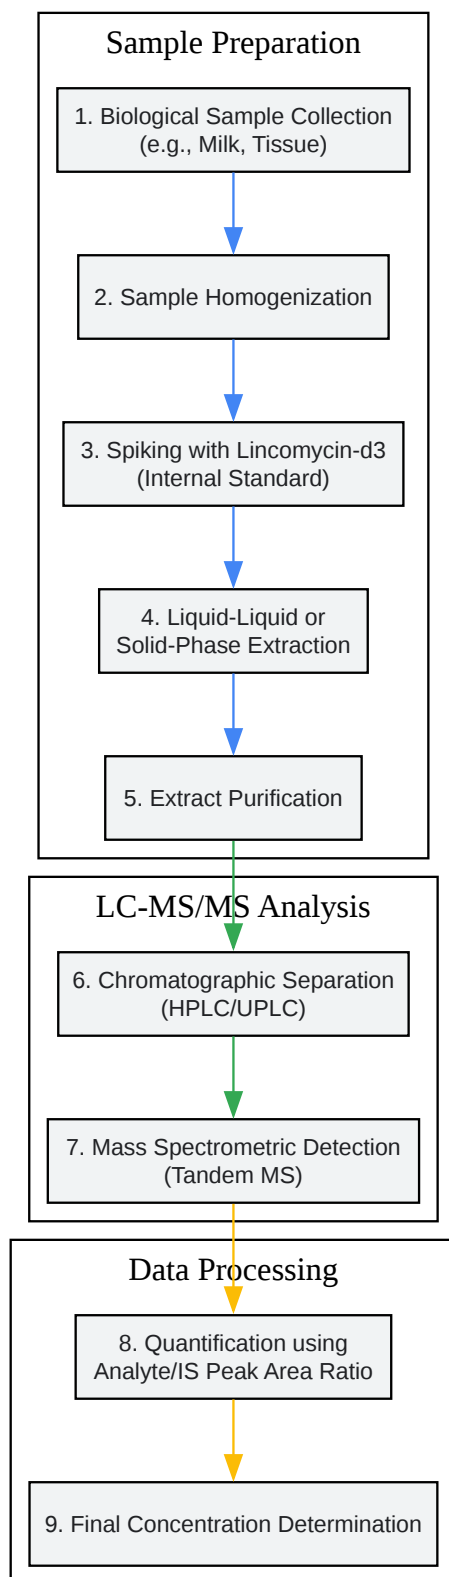 Sample Preparation
1. Biological Sample Collection
(e.g., Milk, Tissue)
2. Sample Homogenization
3. Spiking with Lincomycin-d3
(Internal Standard)
4. Liquid-Liquid or
Solid-Phase Extraction
5. Extract Purification
LC-MS/MS Analysis
6. Chromatographic Separation
(HPLC/UPLC)
7. Mass Spectrometric Detection
(Tandem MS)
Data Processing
8. Quantification using
Analyte/IS Peak Area Ratio
9. Final Concentration Determination